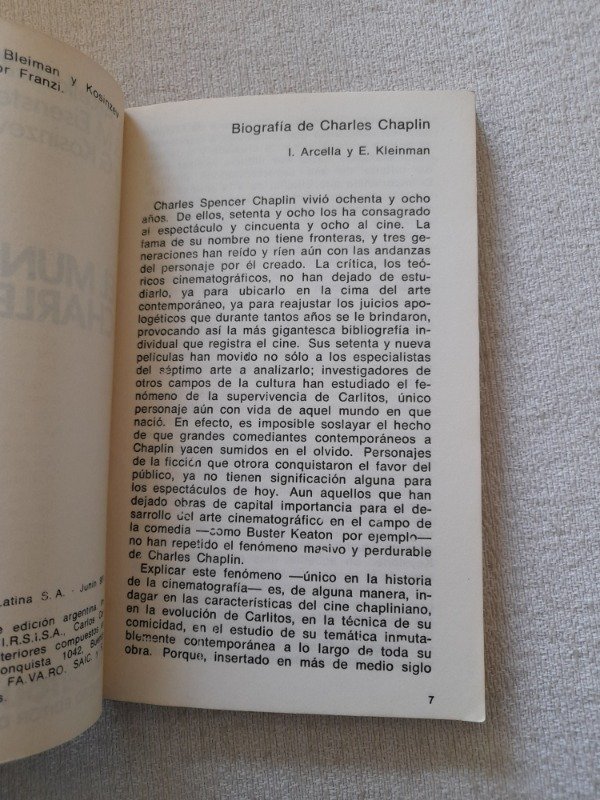 Bleiman y Kosinzev
or Franzi.
Latina S. A. - Junín
e edición argentina
I.R.S.I.S.A., Carlos
teriores compuestos
onquista 1042,
FA.VA.RO. SAIC. y
s.
Biografía de Charles Chaplin
I. Arcella y E. Kleinman
Charles Spencer Chaplin vivió ochenta y ocho
años. De ellos, setenta y ocho los ha consagrado
al espectáculo y cincuenta y ocho al cine. La
fama de su nombre no tiene fronteras, y tres ge-
neraciones han reído y ríen aún con las andanzas
del personaje por él creado. La crítica, los teó-
ricos cinematográficos, no han dejado de estu-
diarlo, ya para ubicarlo en la cima del arte
contemporáneo, ya para reajustar los juicios apo-
logéticos que durante tantos años se le brindaron,
provocando así la más gigantesca bibliografía in-
dividual que registra el cine. Sus setenta y nueve
películas han movido no sólo a los especialistas
del séptimo arte a analizarlo; investigadores de
otros campos de la cultura han estudiado el fe-
nómeno de la supervivencia de Carlitos, único
personaje aún con vida de aquel mundo en que
nació. En efecto, es imposible soslayar el hecho
de que grandes comediantes contemporáneos a
Chaplin yacen sumidos en el olvido. Personajes
de la ficción que otrora conquistaron el favor del
público, ya no tienen significación alguna para
los espectáculos de hoy. Aun aquellos que han
dejado obras de capital importancia para el de-
sarrollo del arte cinematográfico en el campo de
la comedia —como Buster Keaton por ejemplo—
no han repetido el fenómeno masivo y perdurable
de Charles Chaplin.
Explicar este fenómeno —único en la historia
de la cinematografía— es, de alguna manera, in-
dagar en las características del cine chapliniano,
en la evolución de Carlitos, en la técnica de su
comicidad, en el estudio de su temática inmuta-
blemente contemporánea a lo largo de toda su
obra. Porque, insertado en más de medio siglo
7